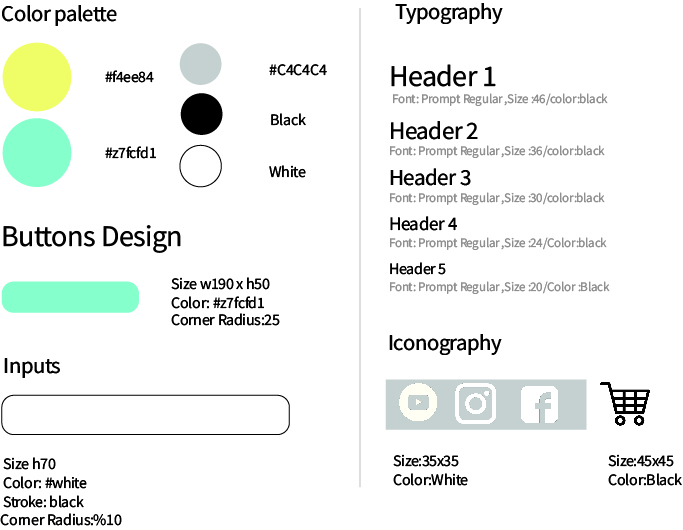 Color palette
#f4ee84
#z7fcfd1
#C4C4C4
Black
White
Buttons Design
Size w190 x h50
Color: #z7fcfd1
Corner Radius:25
Inputs
Size h70
Color: #white
Stroke: black
Corner Radius:%10
Typography
Header 1
Font: Prompt Regular ,Size :46/color:black
Header 2
Font: Prompt Regular ,Size :36/color:black
Header 3
Font: Prompt Regular ,Size :30/color:black
Header 4
Font: Prompt Regular ,Size :24/Color:black
Header 5
Font: Prompt Regular ,Size :20/Color :Black
Iconography
Size:35x35
Color:White
Size:45x45
Color:Black